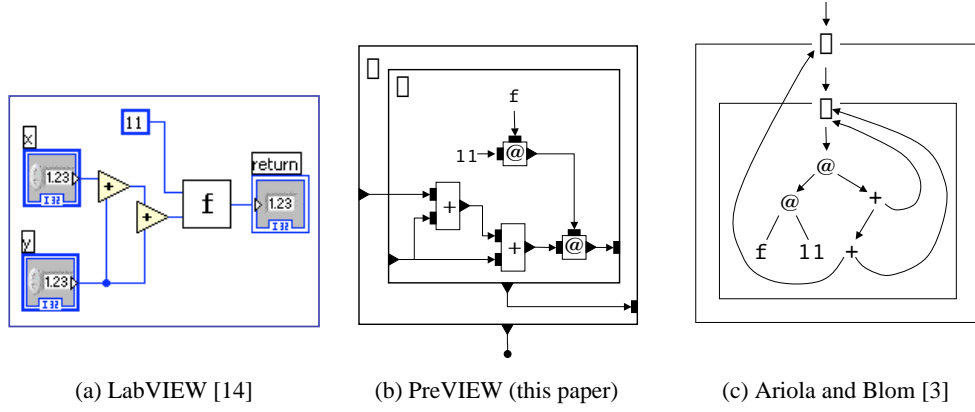 x
1.23
I32
y
1.23
I32
11
+
+
f
return
1.23
I32
(a) LabVIEW [14]
f
11
@
+
+
@
(b) PreVIEW (this paper)
@
@
+
f
11
+
(c) Ariola and Blom [3]